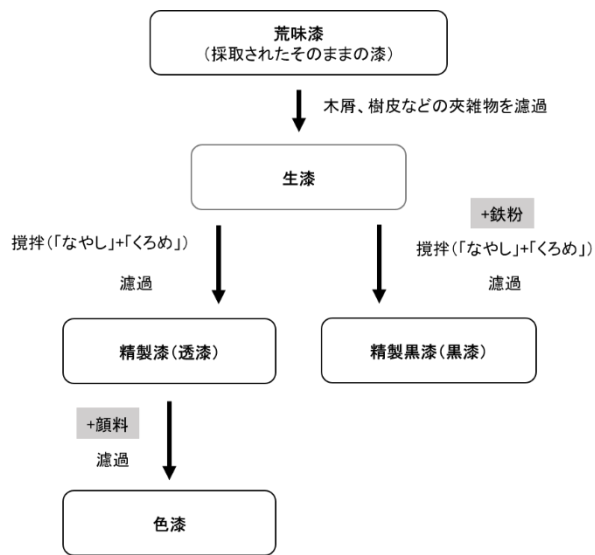 荒味漆
(採取されたそのままの漆)
木屑、樹皮などの夾雑物を濾過
生漆
+鉄粉
撹拌(「なやし」+「くろめ」)
濾過
撹拌(「なやし」+「くろめ」)
濾過
精製漆(透漆)
精製黒漆(黒漆)
+顔料
濾過
色漆